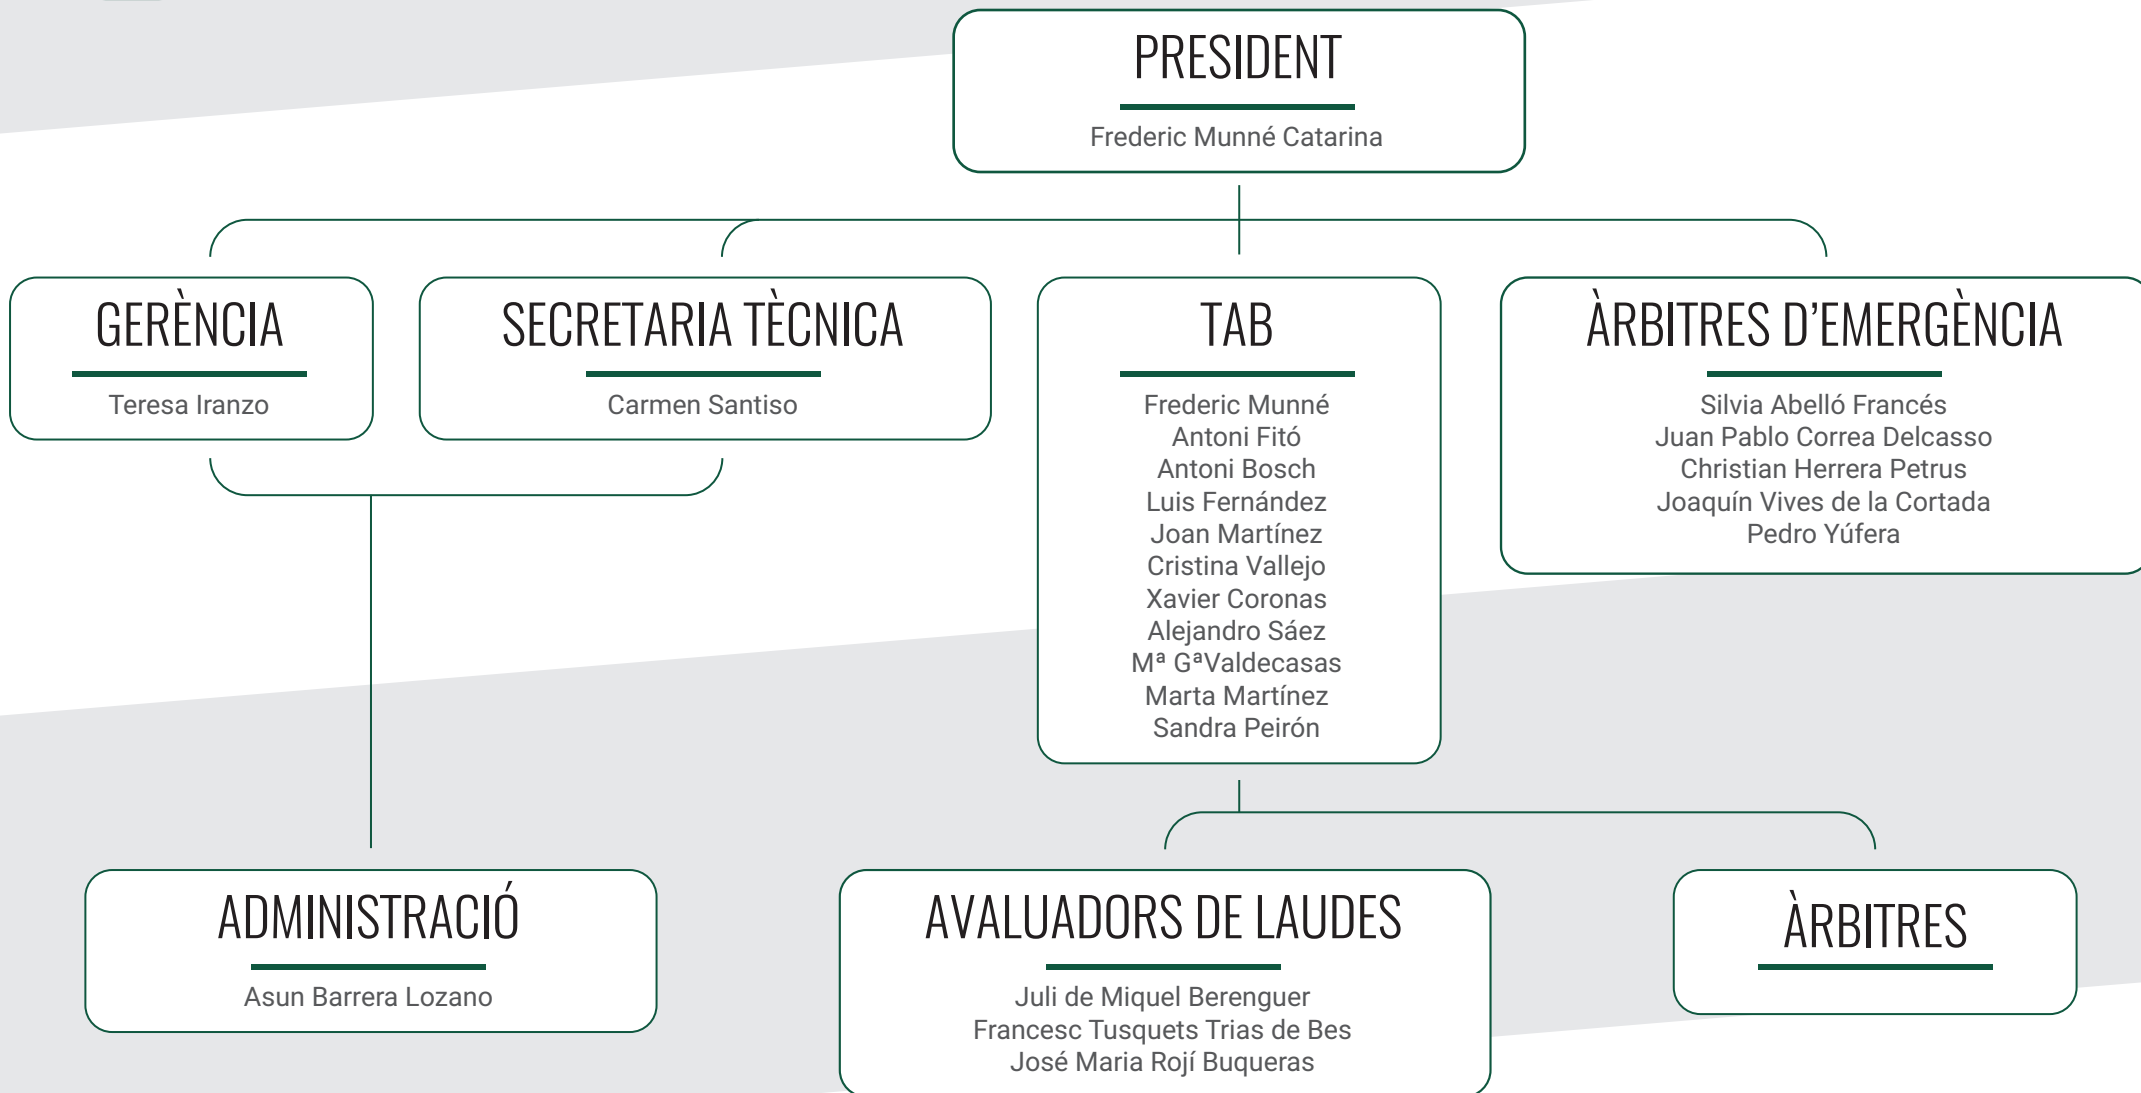 PRESIDENT
Frederic Munné Catarina
GERÈNCIA
Teresa Iranzo
SECRETARIA TÈCNICA
Carmen Santiso
TAB
Frederic Munné
Antoni Fitó
Antoni Bosch
Luis Fernández
Joan Martínez
Cristina Vallejo
Xavier Coronas
Alejandro Sáez
Mª GªValdecasas
Marta Martínez
Sandra Peirón
ÀRBITRES D’EMERGÈNCIA
Silvia Abelló Francés
Juan Pablo Correa Delcasso
Christian Herrera Petrus
Joaquín Vives de la Cortada
Pedro Yúfera
ADMINISTRACIÓ
Asun Barrera Lozano
AVALUADORS DE LAUDES
Juli de Miquel Berenguer
Francesc Tusquets Trias de Bes
José Maria Rojí Buqueras
ÀRBITRES